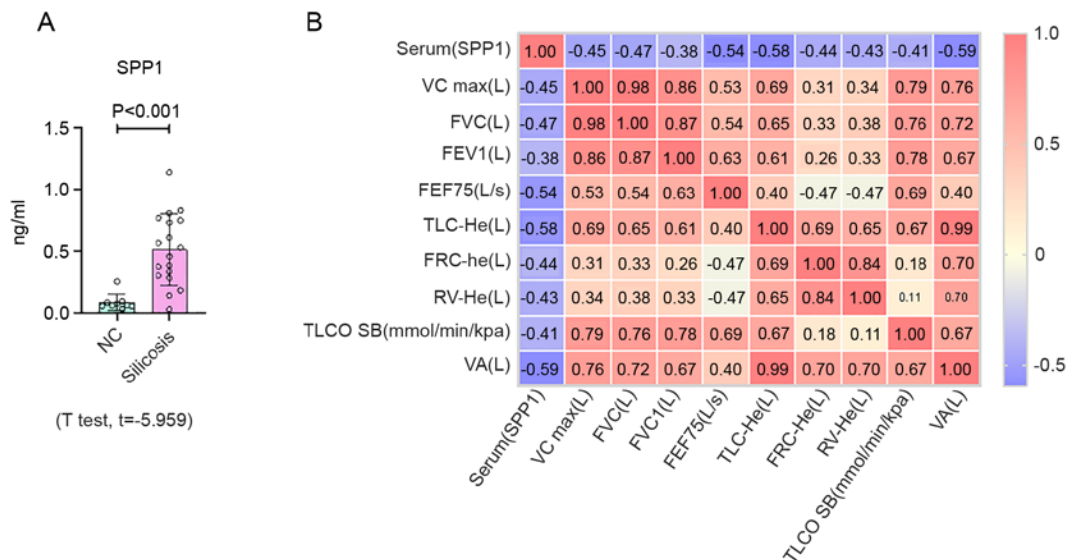 A
SPP1
P<0.001
1.5
1.0
0.5
0.0
ng/ml
NC
Silicosis
(T test, t=-5.959)
B
Serum(SPP1) 1.00 -0.45 -0.47 -0.38 -0.54 -0.58 -0.44 -0.43 -0.41 -0.59
VC max(L) -0.45 1.00 0.98 0.86 0.53 0.69 0.31 0.34 0.79 0.76
FVC(L) -0.47 0.98 1.00 0.87 0.54 0.65 0.33 0.38 0.76 0.72
FEV1(L) -0.38 0.86 0.87 1.00 0.63 0.61 0.26 0.33 0.78 0.67
FEF75(L/s) -0.54 0.53 0.54 0.63 1.00 0.40 -0.47 -0.47 0.69 0.40
TLC-He(L) -0.58 0.69 0.65 0.61 0.40 1.00 0.69 0.65 0.67 0.99
FRC-he(L) -0.44 0.31 0.33 0.26 -0.47 0.69 1.00 0.84 0.18 0.70
RV-He(L) -0.43 0.34 0.38 0.33 -0.47 0.65 0.84 1.00 0.11 0.70
TLCO SB(mmol/min/kpa) -0.41 0.79 0.76 0.78 0.69 0.67 0.18 0.11 1.00 0.67
VA(L) -0.59 0.76 0.72 0.67 0.40 0.99 0.70 0.70 0.67 1.00
Serum(SPP1)
VC max(L)
FVC(L)
FVC1(L)
FEF75(L/s)
TLC-He(L)
FRC-He(L)
RV-He(L)
TLCO SB(mmol/min/kpa)
VA(L)
1.0
0.5
0
-0.5